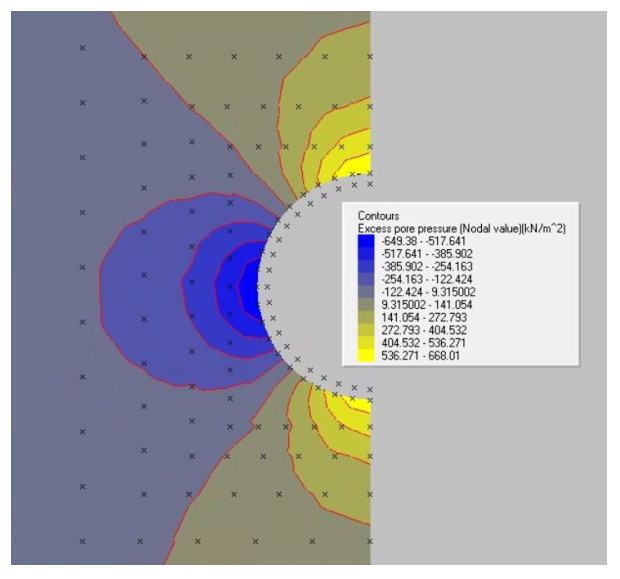 Contours
Excess pore pressure (Nodal value)(kN/m^2)
-649.38 - -517.641
-517.641 - -385.902
-385.902 - -254.163
-254.163 - -122.424
-122.424 - 9.315002
9.315002 - 141.054
141.054 - 272.793
272.793 - 404.532
404.532 - 536.271
536.271 - 668.01